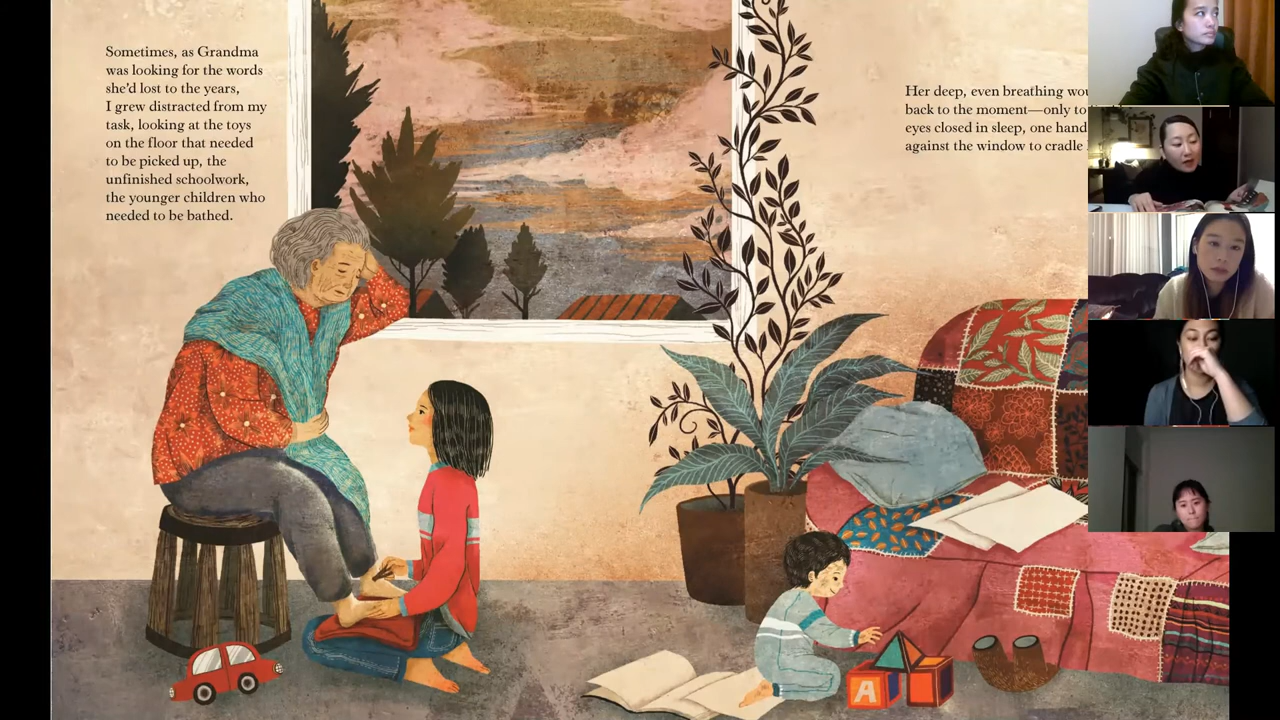 Sometimes, as Grandma
was looking for the words
she'd lost to the years,
I grew distracted from my
task, looking at the toys
on the floor that needed
to be picked up, the
unfinished schoolwork,
the younger children who
needed to be bathed.
Her deep, even breathing
back to the moment—only to
eyes closed in sleep, one hand
against the window to cradle
A